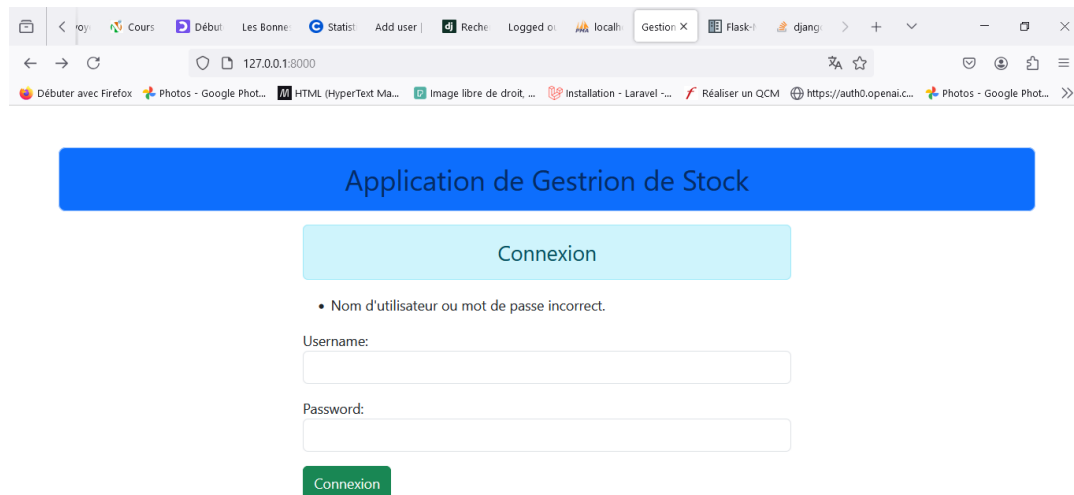 Cours Début Les Bonne Statist Add user | dj Reche Logged ou localh Gestion Flask- djang
127.0.0.1:8000
Débuter avec Firefox Photos - Google Phot... M HTML (HyperText Ma... Image libre de droit, ... Installation - Laravel -... Réaliser un QCM https://auth0.openai.c... Photos - Google Phot...
Application de Gestrion de Stock
Connexion
• Nom d'utilisateur ou mot de passe incorrect.
Username:
Password:
Connexion